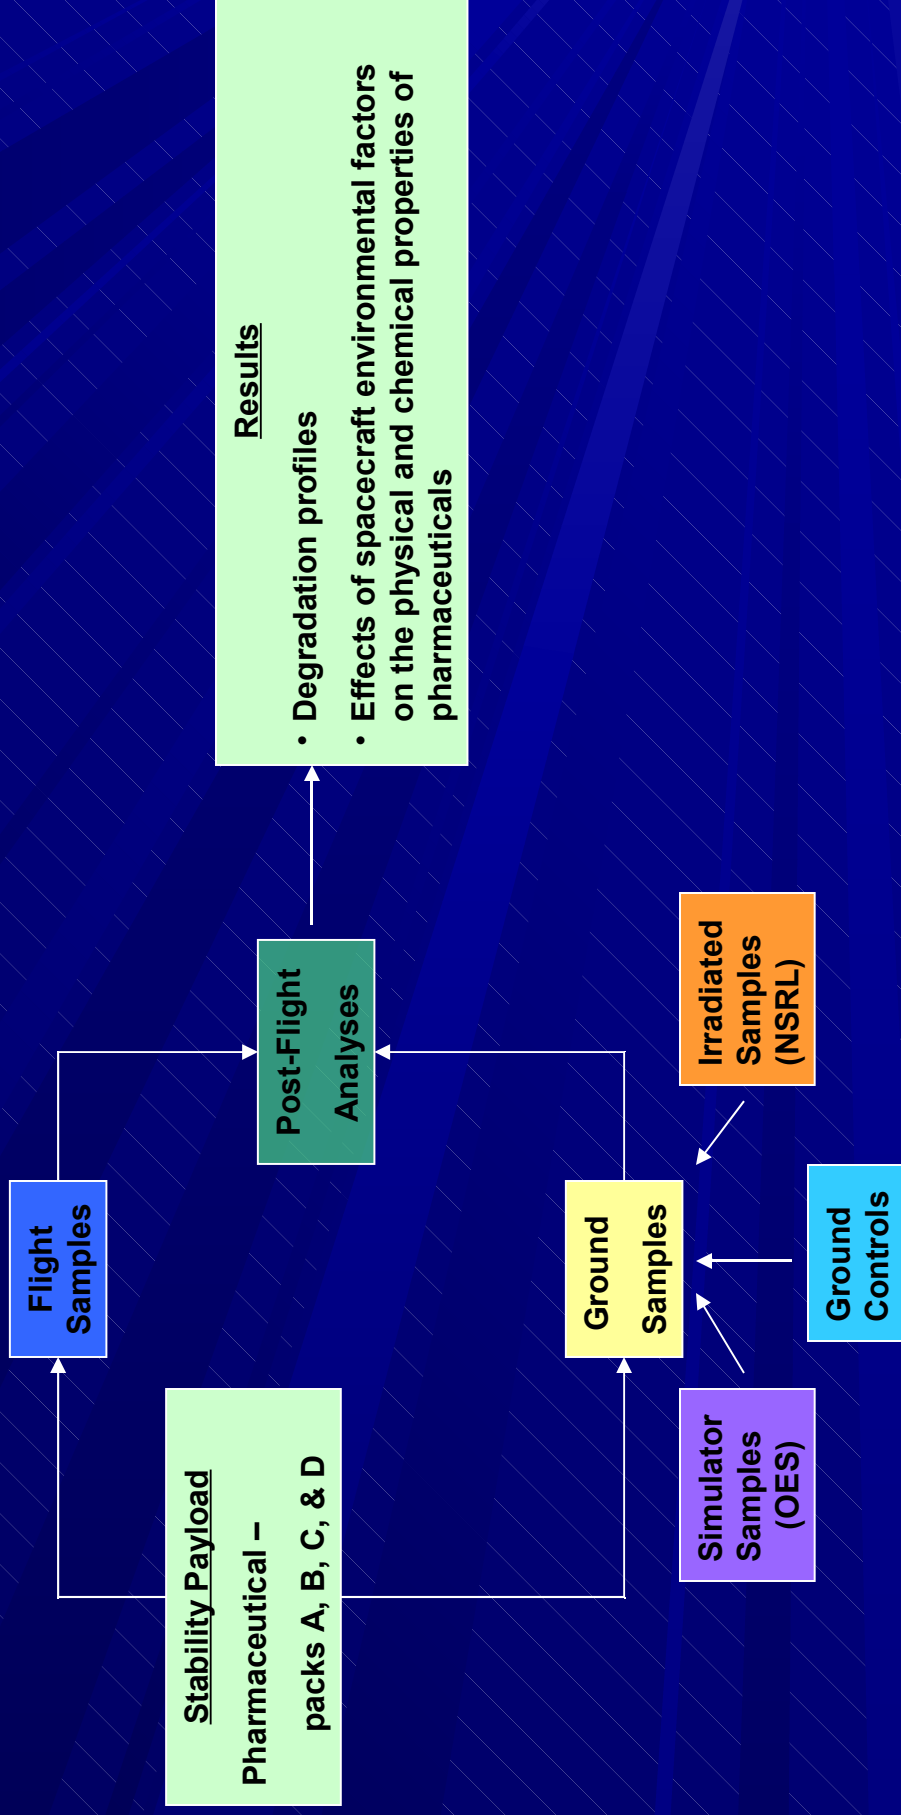 Stability Payload
Pharmaceutical –
packs A, B, C, & D
Flight
Samples
Ground
Samples
Simulator
Samples
(OES)
Ground
Controls
Irradiated
Samples
(NSRL)
Post-Flight
Analyses
Results
• Degradation profiles
• Effects of spacecraft environmental factors
on the physical and chemical properties of
pharmaceuticals